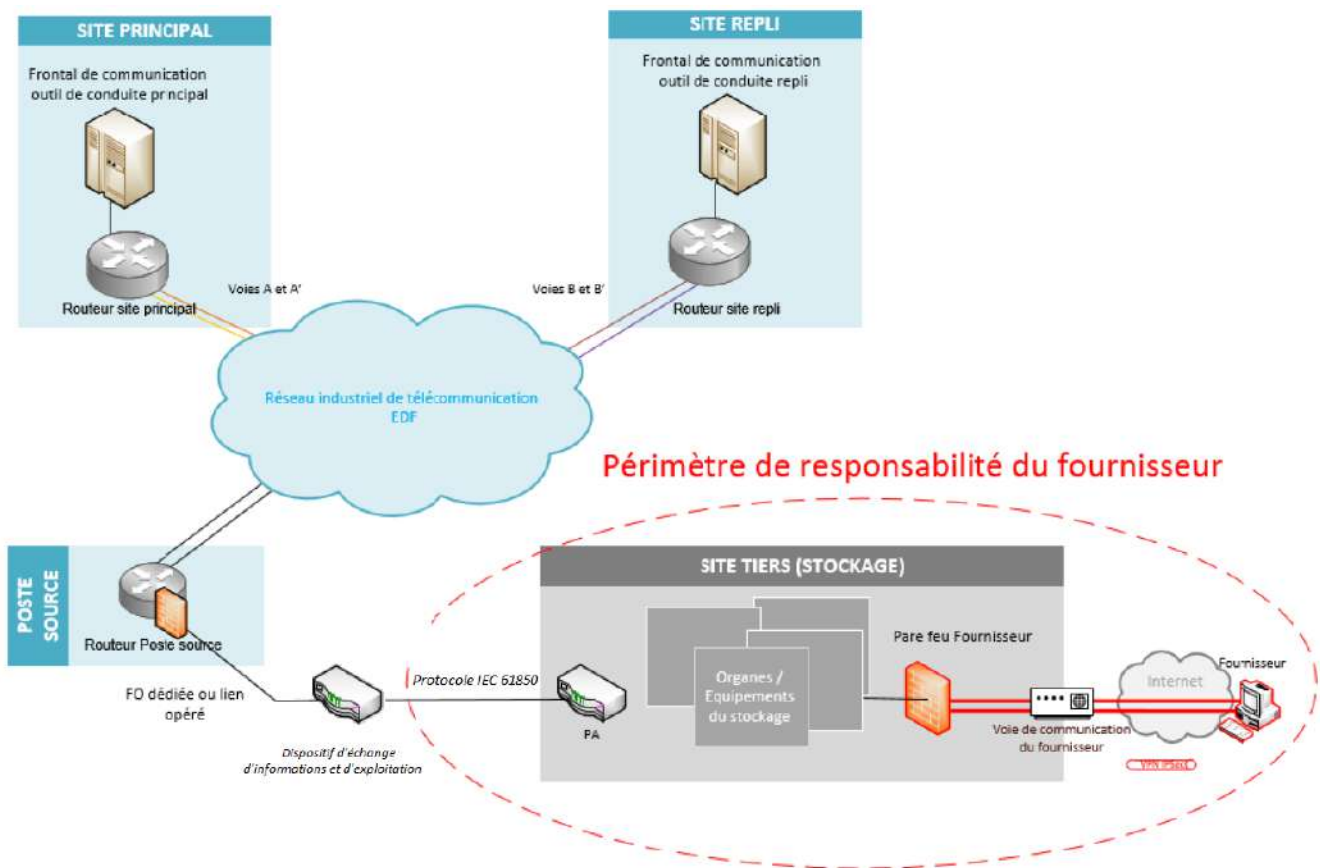 SITE PRINCIPAL
Frontal de communication
outil de conduite principal
Routeur site principal
Voies A et A'
SITE REPLI
Frontal de communication
outil de conduite repli
Voies B et B'
Routeur site repli
Réseau industriel de télécommunication
EDF
Périmètre de responsabilité du fournisseur
POSTE
SOURCE
Routeur Poste source
FO dédiée ou lien
opéré
Dispositif d'échange
d'informations et d'exploitation
Protocole IEC 61850
SITE TIERS (STOCKAGE)
PA
Organes /
Equipements
du stockage
Pare feu Fournisseur
Voie de communication
du fournisseur
Internet
Fournisseur
VPN IPSec